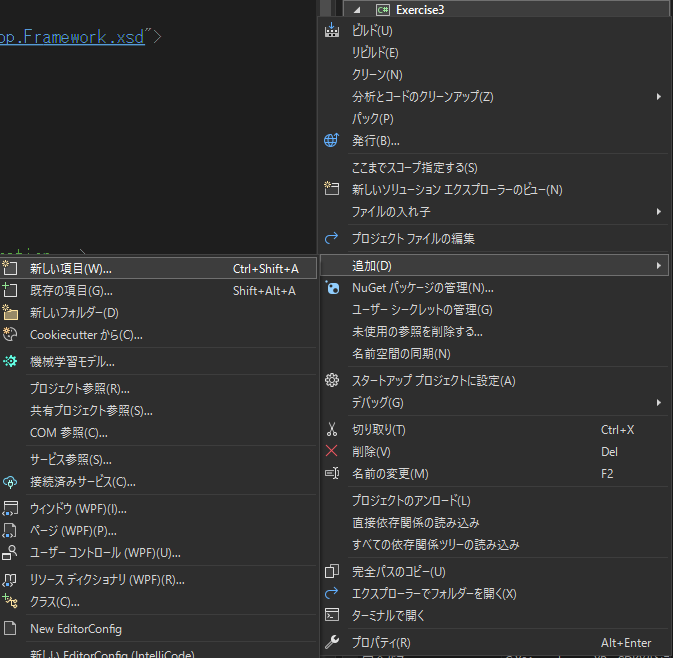 Exercise3
op.Framework.xsd">
ビルド(U)
リビルド(E)
クリーン(N)
分析とコードのクリーンアップ(Z)
パック(P)
発行(B)...
ここまでスコープ指定する(S)
新しいソリューション エクスプローラーのビュー(N)
ファイルの入れ子
プロジェクト ファイルの編集
追加(D)
NuGet パッケージの管理(N)...
ユーザー シークレットの管理(G)
未使用の参照を削除する...
名前空間の同期(N)
スタートアップ プロジェクトに設定(A)
デバッグ(G)
切り取り(T) Ctrl+X
削除(V) Del
名前の変更(M) F2
プロジェクトのアンロード(L)
直接依存関係の読み込み
すべての依存関係ツリーの読み込み
完全パスのコピー(U)
エクスプローラーでフォルダーを開く(X)
ターミナルで開く
プロパティ(R) Alt+Enter
新しい項目(W)... Ctrl+Shift+A
既存の項目(G)... Shift+Alt+A
新しいフォルダー(D)
Cookiecutter から(C)...
機械学習モデル...
プロジェクト参照(R)...
共有プロジェクト参照(S)...
COM 参照(C)...
サービス参照(S)...
接続済みサービス(C)...
ウィンドウ (WPF)(I)...
ページ (WPF)(P)...
ユーザー コントロール (WPF)(U)...
リソース ディクショナリ (WPF)(R)...
クラス(C)...
New EditorConfig
新しい EditorConfig (IntelliCode)